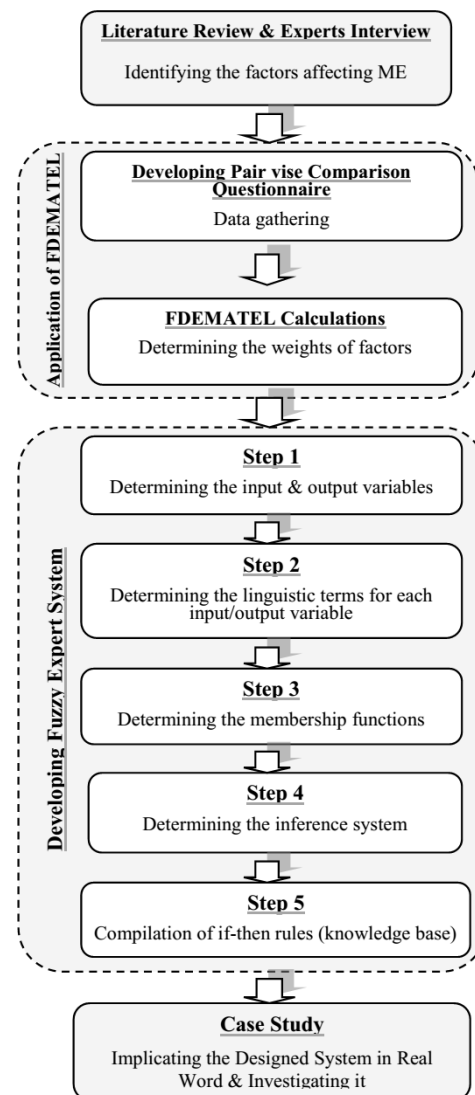 Literature Review & Experts Interview
Identifying the factors affecting ME
Application of FDEMATEL
Developing Pair vise Comparison
Questionnaire
Data gathering
FDEMATEL Calculations
Determining the weights of factors
Developing Fuzzy Expert System
Step 1
Determining the input & output variables
Step 2
Determining the linguistic terms for each
input/output variable
Step 3
Determining the membership functions
Step 4
Determining the inference system
Step 5
Compilation of if-then rules (knowledge base)
Case Study
Implicating the Designed System in Real
Word & Investigating it